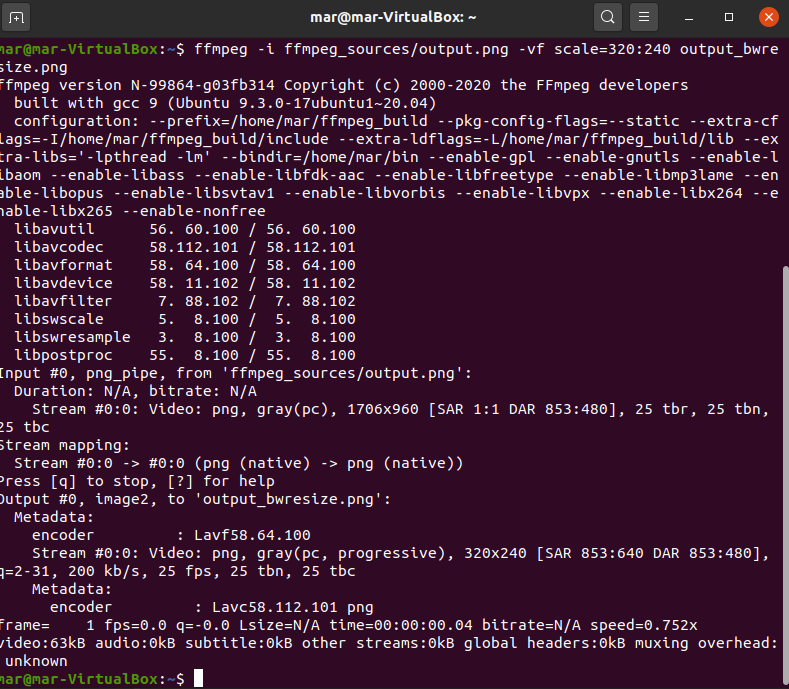 mar@mar-VirtualBox: ~
mar@mar-VirtualBox:~$ ffmpeg -i ffmpeg_sources/output.png -vf scale=320:240 output_bwre
size.png
ffmpeg version N-99864-g03fb314 Copyright (c) 2000-2020 the FFmpeg developers
  built with gcc 9 (Ubuntu 9.3.0-17ubuntu1~20.04)
  configuration: --prefix=/home/mar/ffmpeg_build --pkg-config-flags=--static --extra-cf
lags=-I/home/mar/ffmpeg_build/include --extra-ldflags=-L/home/mar/ffmpeg_build/lib --ex
tra-libs='-lpthread -lm' --bindir=/home/mar/bin --enable-gpl --enable-gnutls --enable-l
ibaom --enable-libass --enable-libfdk-aac --enable-libfreetype --enable-libmp3lame --en
able-libopus --enable-libsvtav1 --enable-libvorbis --enable-libvpx --enable-libx264 --e
nable-libx265 --enable-nonfree
  libavutil      56. 60.100 / 56. 60.100
  libavcodec     58.112.101 / 58.112.101
  libavformat    58. 64.100 / 58. 64.100
  libavdevice    58. 11.102 / 58. 11.102
  libavfilter     7. 88.102 /  7. 88.102
  libswscale      5.  8.100 /  5.  8.100
  libswresample   3.  8.100 /  3.  8.100
  libpostproc    55.  8.100 / 55.  8.100
Input #0, png_pipe, from 'ffmpeg_sources/output.png':
  Duration: N/A, bitrate: N/A
    Stream #0:0: Video: png, gray(pc), 1706x960 [SAR 1:1 DAR 853:480], 25 tbr, 25 tbn,
25 tbc
Stream mapping:
  Stream #0:0 -> #0:0 (png (native) -> png (native))
Press [q] to stop, [?] for help
Output #0, image2, to 'output_bwresize.png':
  Metadata:
    encoder         : Lavf58.64.100
    Stream #0:0: Video: png, gray(pc, progressive), 320x240 [SAR 853:640 DAR 853:480],
q=2-31, 200 kb/s, 25 fps, 25 tbn, 25 tbc
    Metadata:
      encoder         : Lavc58.112.101 png
frame=    1 fps=0.0 q=-0.0 Lsize=N/A time=00:00:00.04 bitrate=N/A speed=0.752x
video:63kB audio:0kB subtitle:0kB other streams:0kB global headers:0kB muxing overhead:
 unknown
mar@mar-VirtualBox:~$